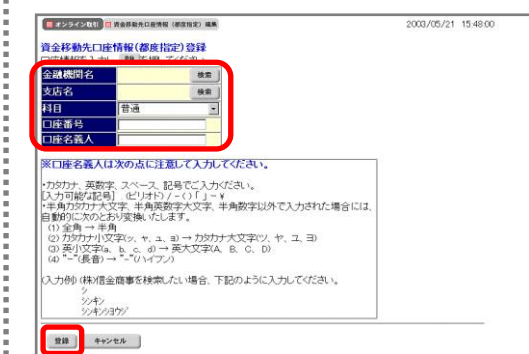 オンライン取引 資金移動先口座情報(都度指定)編集 2003/05/21 15:48:00
資金移動先口座情報(都度指定)登録
金融機関名 検索
支店名 検索
科目 普通
口座番号
口座名義人
※口座名義人は次の点に注意して入力してください。
・カタカナ、英数字、スペース、記号でご入力ください。
[入力可能な記号] (ピリオド) / - ( ) 「 」 - ¥
・半角カタカナ大文字、半角英数字大文字、半角数字以外で入力された場合には、
自動的に次のとおり変換いたします。
(1) 全角 → 半角
(2) カタカナ小文字(ッ、ャ、ュ、ョ) → カタカナ大文字(ツ、ヤ、ユ、ヨ)
(3) 英小文字(a、b、c、d) → 英大文字(A、B、C、D)
(4) "ー"(長音) → "-"(ハイフン)
(入力例) (株)信金商事を検索したい場合、下記のように入力してください。
シ
シンキン
シンキンシヨウジ
登録 キャンセル